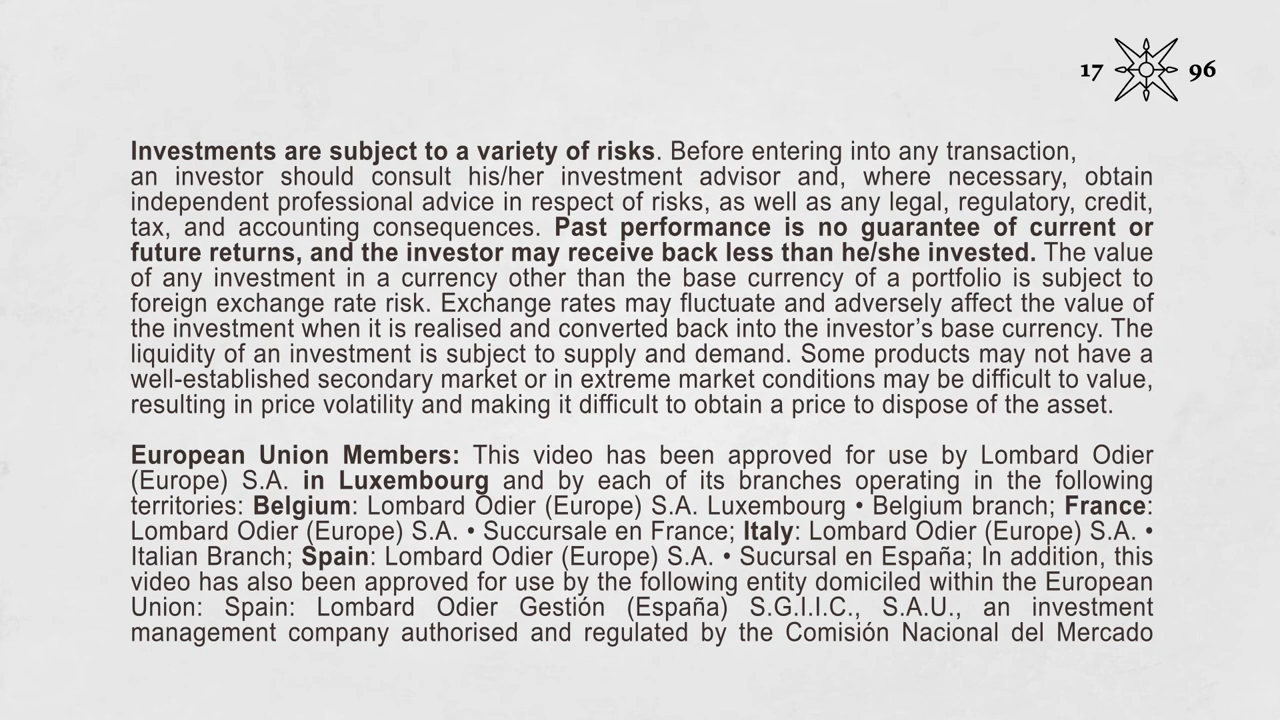 17 96
Investments are subject to a variety of risks. Before entering into any transaction,
an investor should consult his/her investment advisor and, where necessary, obtain
independent professional advice in respect of risks, as well as any legal, regulatory, credit,
tax, and accounting consequences. Past performance is no guarantee of current or
future returns, and the investor may receive back less than he/she invested. The value
of any investment in a currency other than the base currency of a portfolio is subject to
foreign exchange rate risk. Exchange rates may fluctuate and adversely affect the value of
the investment when it is realised and converted back into the investor’s base currency. The
liquidity of an investment is subject to supply and demand. Some products may not have a
well-established secondary market or in extreme market conditions may be difficult to value,
resulting in price volatility and making it difficult to obtain a price to dispose of the asset.
European Union Members: This video has been approved for use by Lombard Odier
(Europe) S.A. in Luxembourg and by each of its branches operating in the following
territories: Belgium: Lombard Odier (Europe) S.A. Luxembourg • Belgium branch; France:
Lombard Odier (Europe) S.A. • Succursale en France; Italy: Lombard Odier (Europe) S.A. •
Italian Branch; Spain: Lombard Odier (Europe) S.A. • Sucursal en España; In addition, this
video has also been approved for use by the following entity domiciled within the European
Union: Spain: Lombard Odier Gestión (España) S.G.I.I.C., S.A.U., an investment
management company authorised and regulated by the Comisión Nacional del Mercado